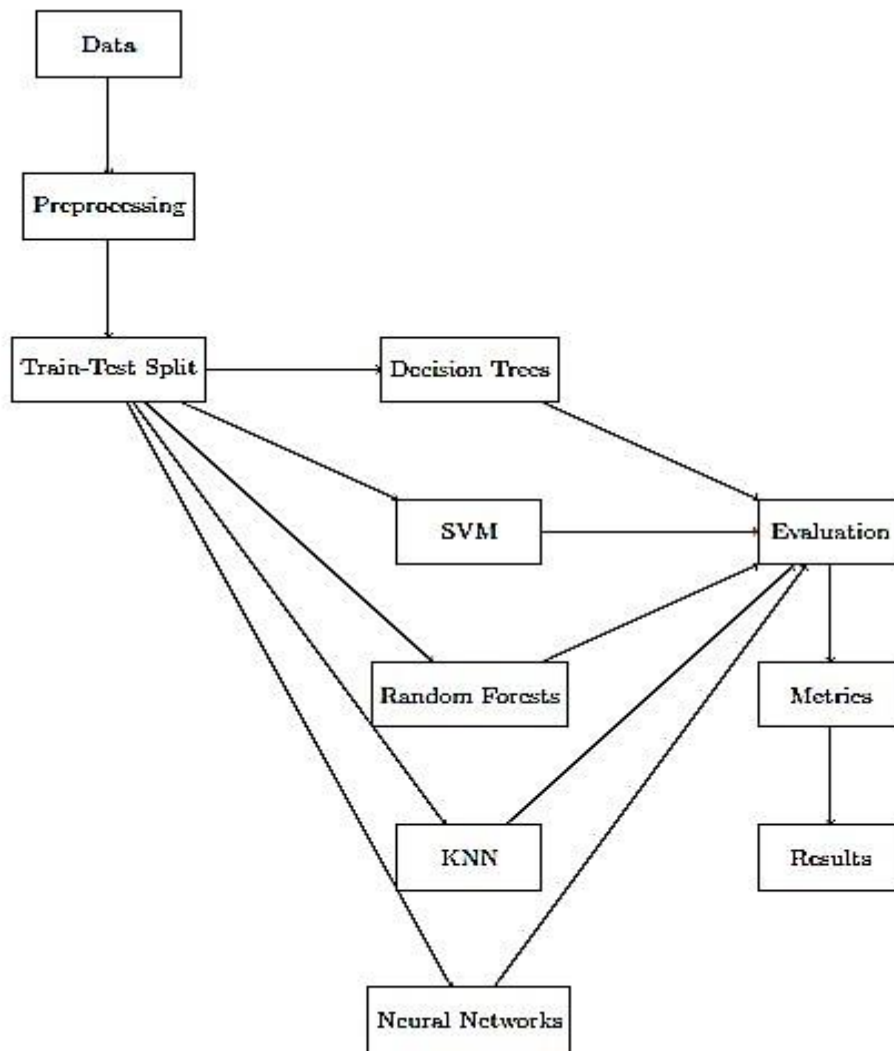 Data
Preprocessing
Train-Test Split
Decision Trees
SVM
Evaluation
Random Forests
Metrics
KNN
Results
Neural Networks